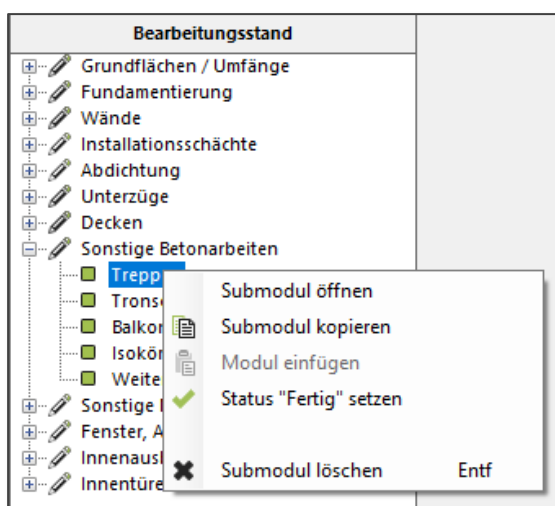 Bearbeitungsstand
Grundflächen / Umfänge
Fundamentierung
Wände
Installationsschächte
Abdichtung
Unterzüge
Decken
Sonstige Betonarbeiten
Trepp
Submodul öffnen
Trons
Submodul kopieren
Balkor
Isokör
Modul einfügen
Weite
Status "Fertig" setzen
Sonstige
Fenster, A
Innenaus
Submodul löschen Entf
Innentüre